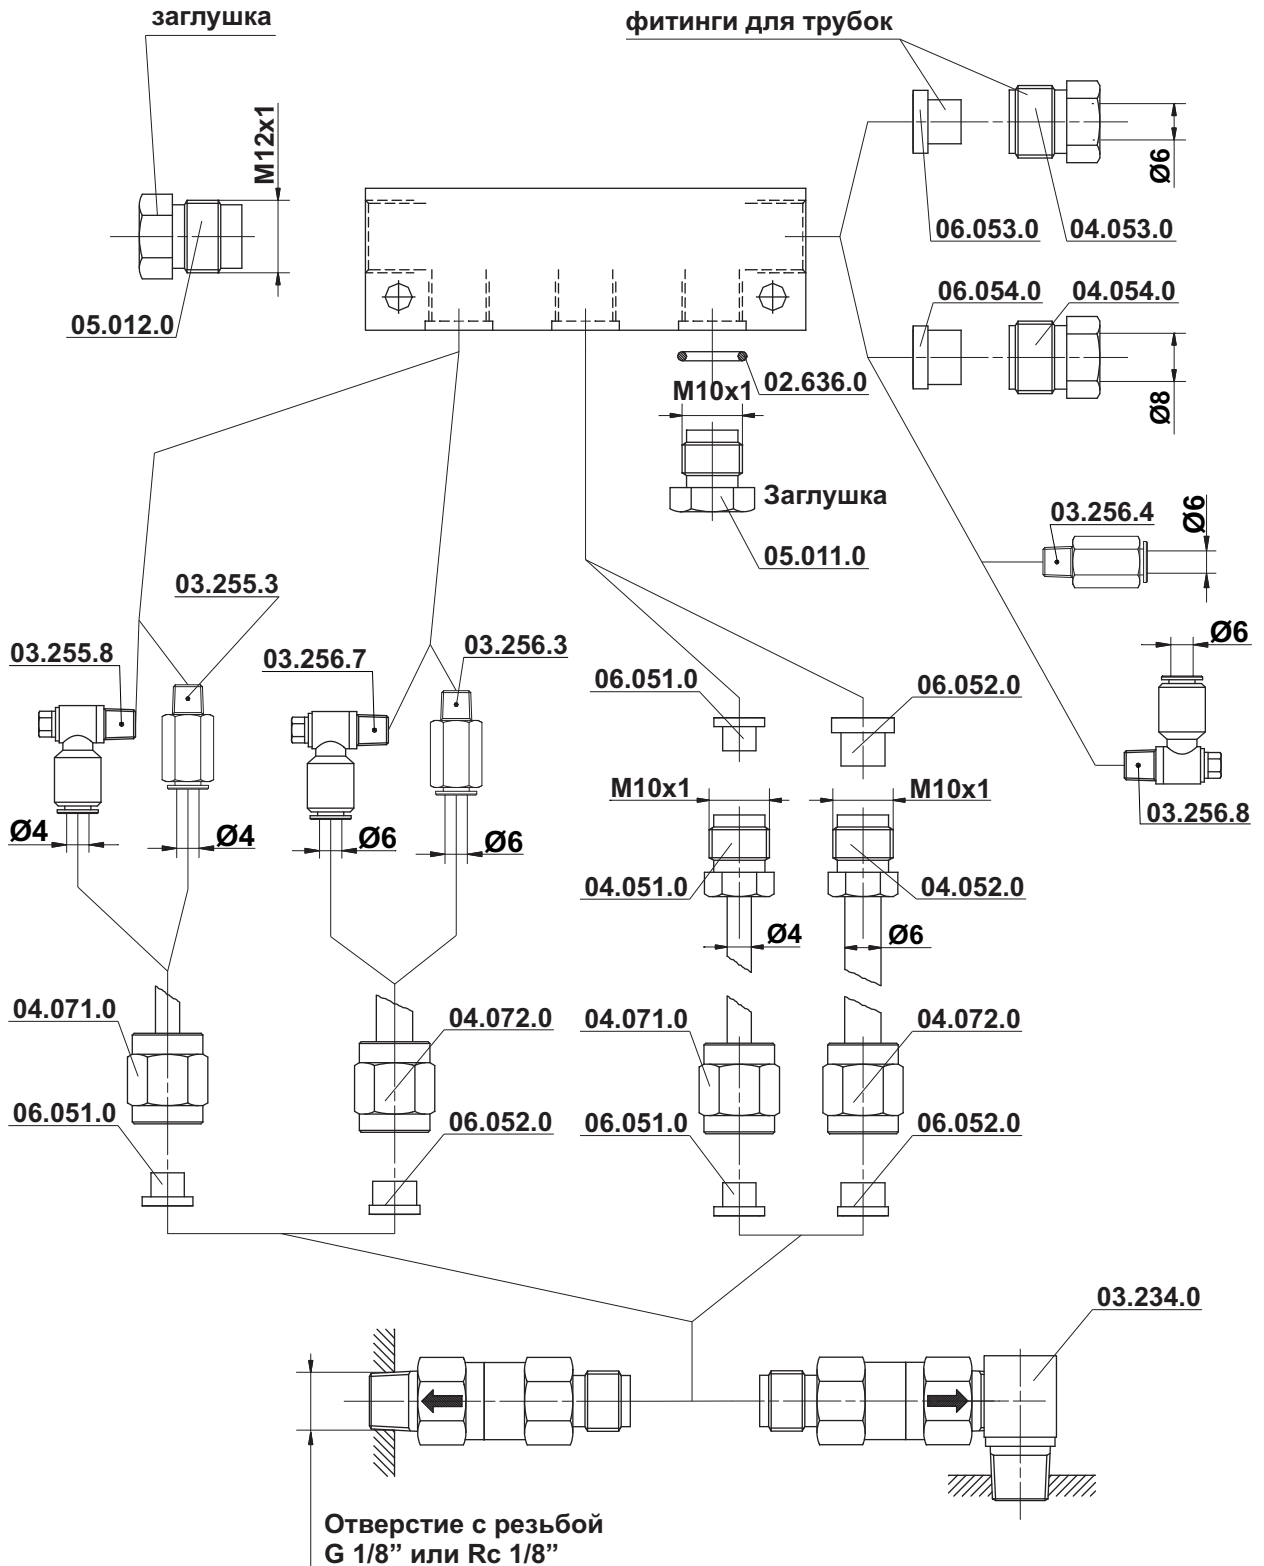 заглушка
фитинги для трубок
M12x1
Ø6
06.053.0
04.053.0
05.012.0
06.054.0
04.054.0
02.636.0
M10x1
Ø8
Заглушка
05.011.0
03.256.4
Ø6
03.255.3
03.255.8
03.256.7
03.256.3
06.051.0
06.052.0
Ø6
M10x1
M10x1
03.256.8
Ø4
Ø4
Ø6
Ø6
04.051.0
04.052.0
Ø4
Ø6
04.071.0
04.072.0
04.071.0
04.072.0
06.051.0
06.052.0
06.051.0
06.052.0
03.234.0
Отверстие с резьбой
G 1/8” или Rc 1/8”